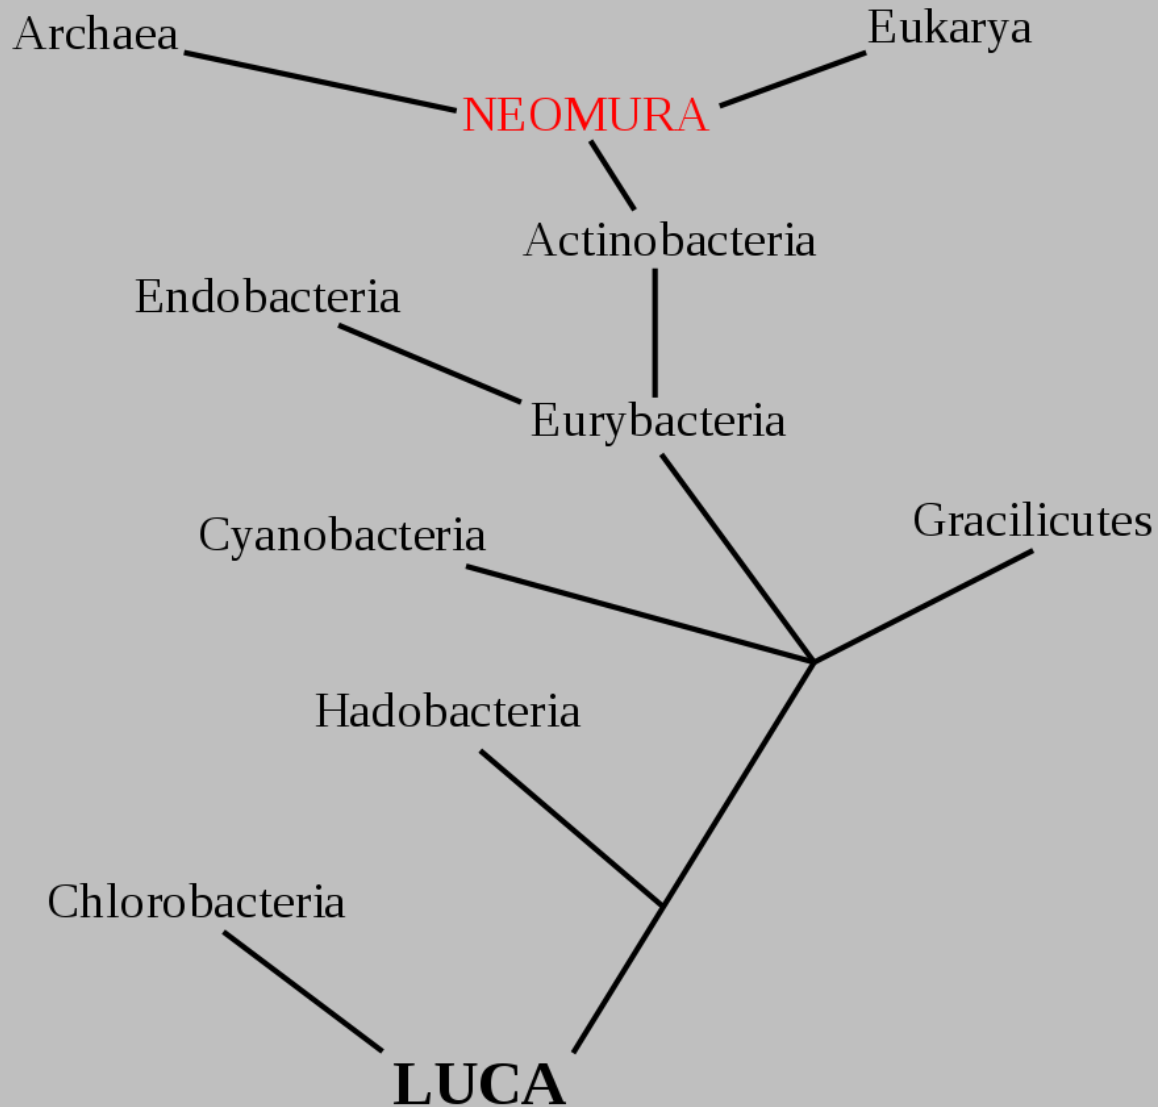 Archaea
Eukarya
NEOMURA
Actinobacteria
Endobacteria
Eurybacteria
Cyanobacteria
Gracilicutes
Hadobacteria
Chlorobacteria
LUCA